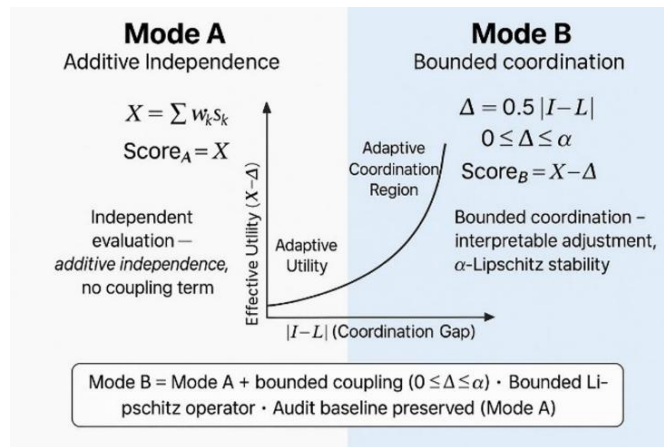 Mode A
Additive Independence
X = ∑ wₖsₖ
Score_A = X
Independent
evaluation —
additive independence,
no coupling term
Effective Utility (X–Δ)
Adaptive
Utility
Adaptive
Coordination
Region
|I–L| (Coordination Gap)
Mode B
Bounded coordination
Δ = 0.5 |I–L|
0 ≤ Δ ≤ α
Score_B = X – Δ
Bounded coordination –
interpretable adjustment,
α-Lipschitz stability
Mode B = Mode A + bounded coupling (0 ≤ Δ ≤ α) · Bounded Li-
pschitz operator · Audit baseline preserved (Mode A)